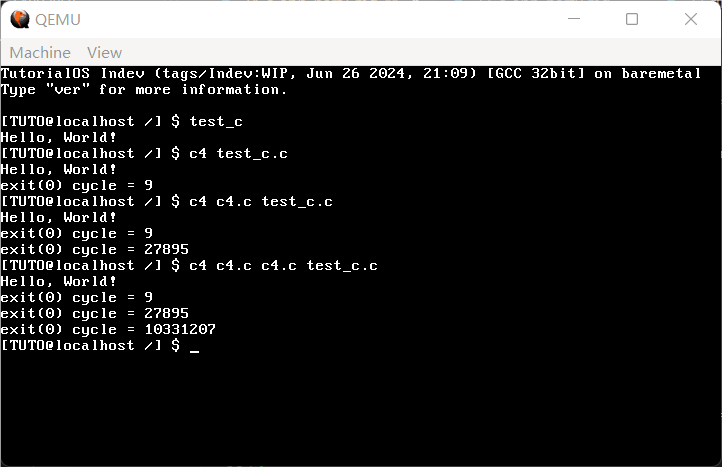 QEMU
Machine View
TutorialOS Indev (tags/Indev:WIP, Jun 26 2024, 21:09) [GCC 32bit] on baremetal
Type "ver" for more information.
[TUTO@localhost /] $ test_c
Hello, World!
[TUTO@localhost /] $ c4 test_c.c
Hello, World!
exit(0) cycle = 9
[TUTO@localhost /] $ c4 c4.c test_c.c
Hello, World!
exit(0) cycle = 9
exit(0) cycle = 27895
[TUTO@localhost /] $ c4 c4.c c4.c test_c.c
Hello, World!
exit(0) cycle = 9
exit(0) cycle = 27895
exit(0) cycle = 10331207
[TUTO@localhost /] $ _